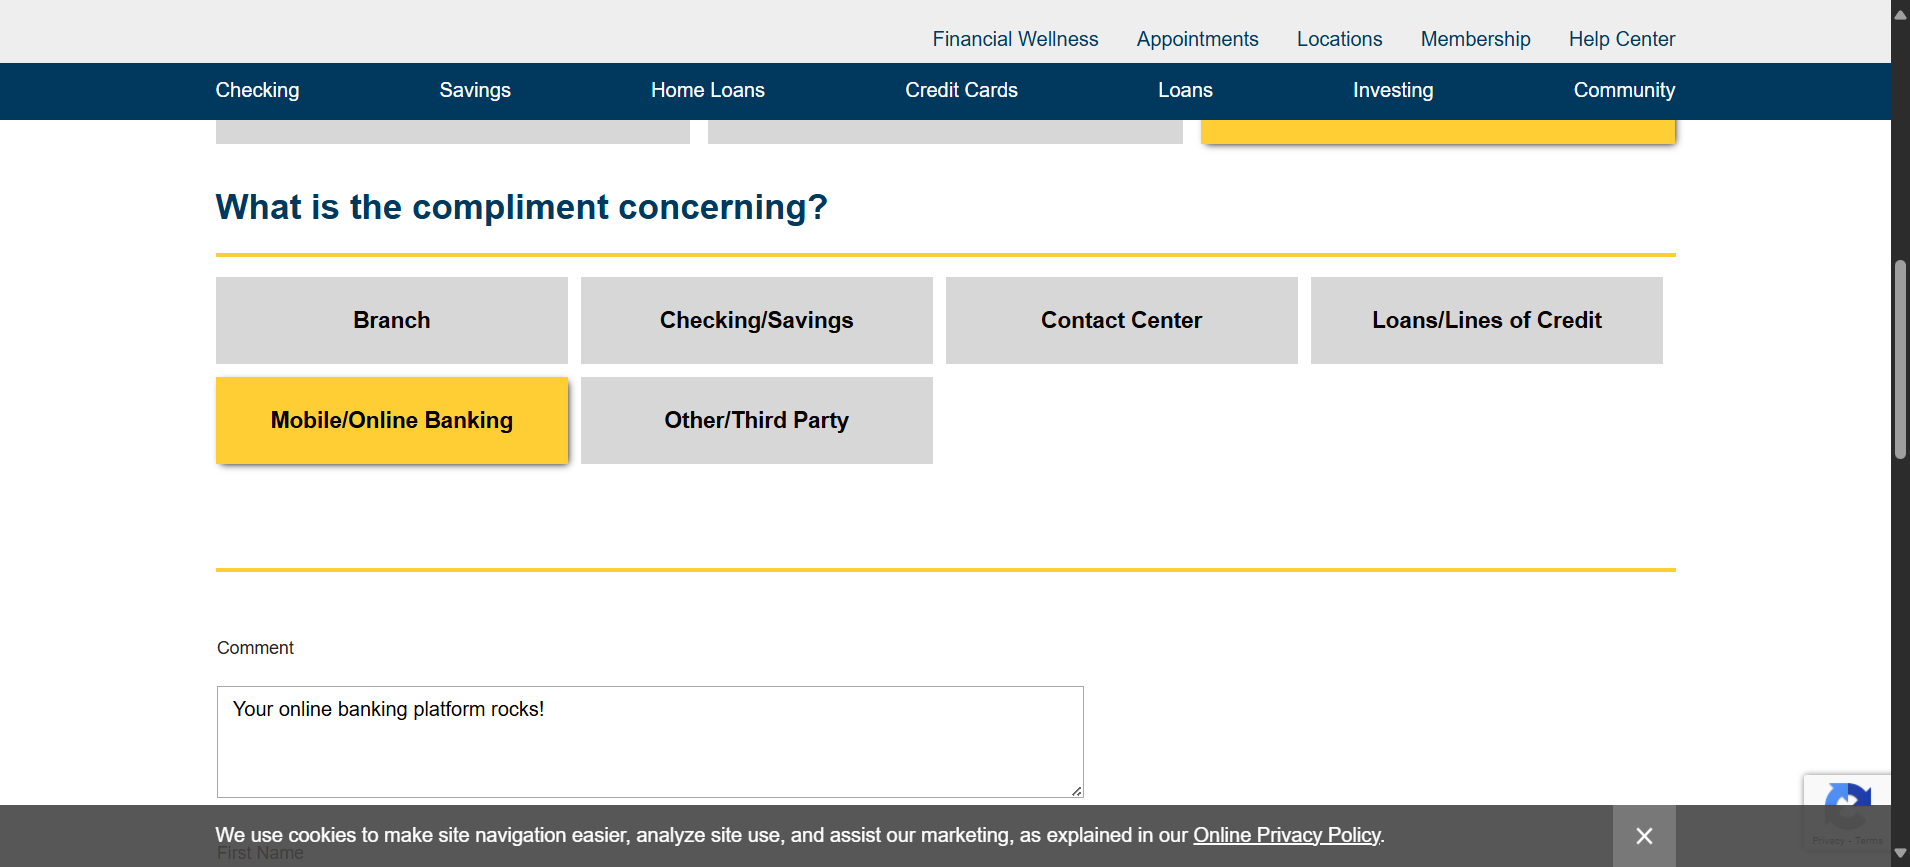 Financial Wellness Appointments Locations Membership Help Center
Checking Savings Home Loans Credit Cards Loans Investing Community
What is the compliment concerning?
Branch Checking/Savings Contact Center Loans/Lines of Credit
Mobile/Online Banking Other/Third Party
Comment
Your online banking platform rocks!
We use cookies to make site navigation easier, analyze site use, and assist our marketing, as explained in our Online Privacy Policy.
First Name
Privacy - Terms